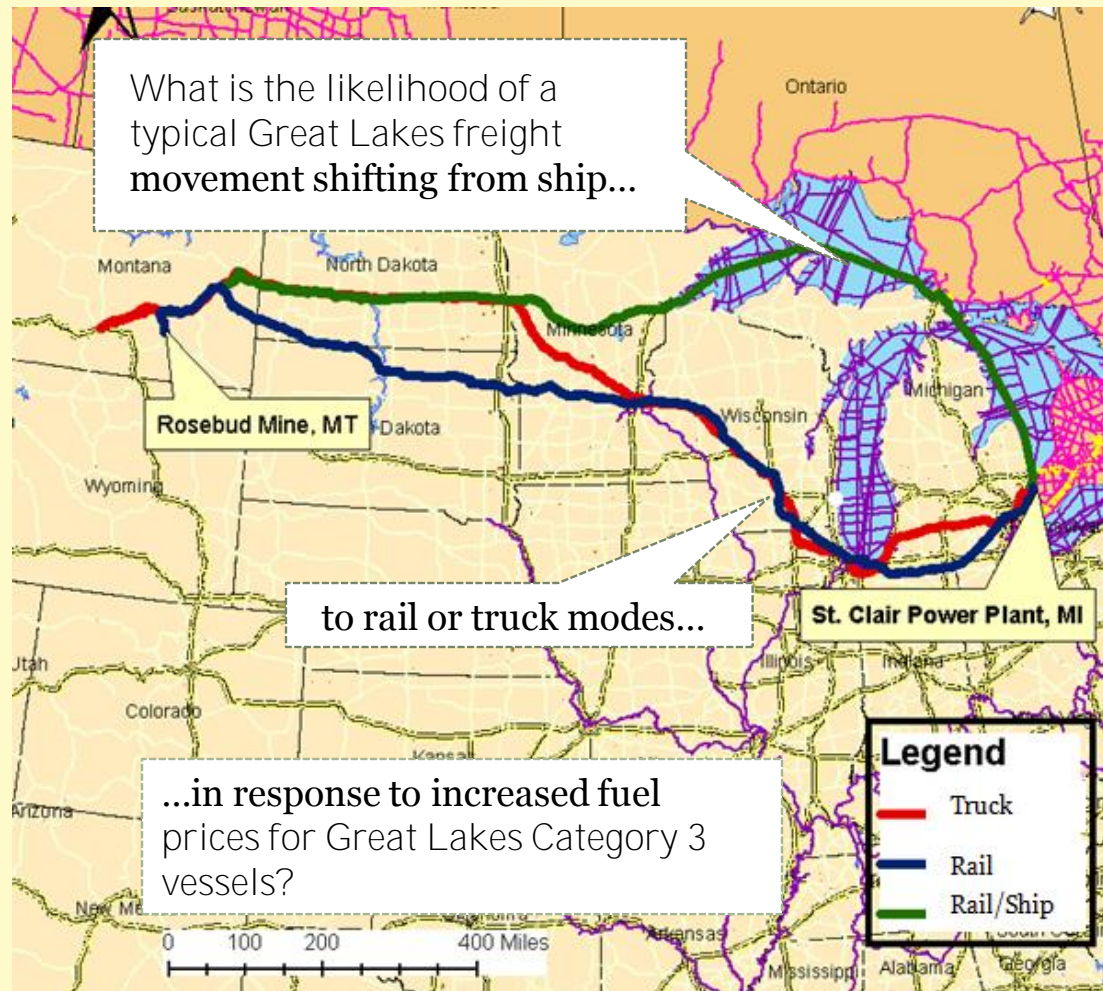 What is the likelihood of a
typical Great Lakes freight
movement shifting from ship…
Ontario
Montana
North Dakota
Minnesota
Michigan
Wisconsin
Rosebud Mine, MT
Dakota
Wyoming
to rail or truck modes…
St. Clair Power Plant, MI
Utah
Illinois
Indiana
Colorado
Kansas
Legend
Truck
Rail
Rail/Ship
…in response to increased fuel
prices for Great Lakes Category 3
vessels?
Arizona
New Me
0 100 200 400 Miles
Arkansas
Mississippi
Alabama
Georgia